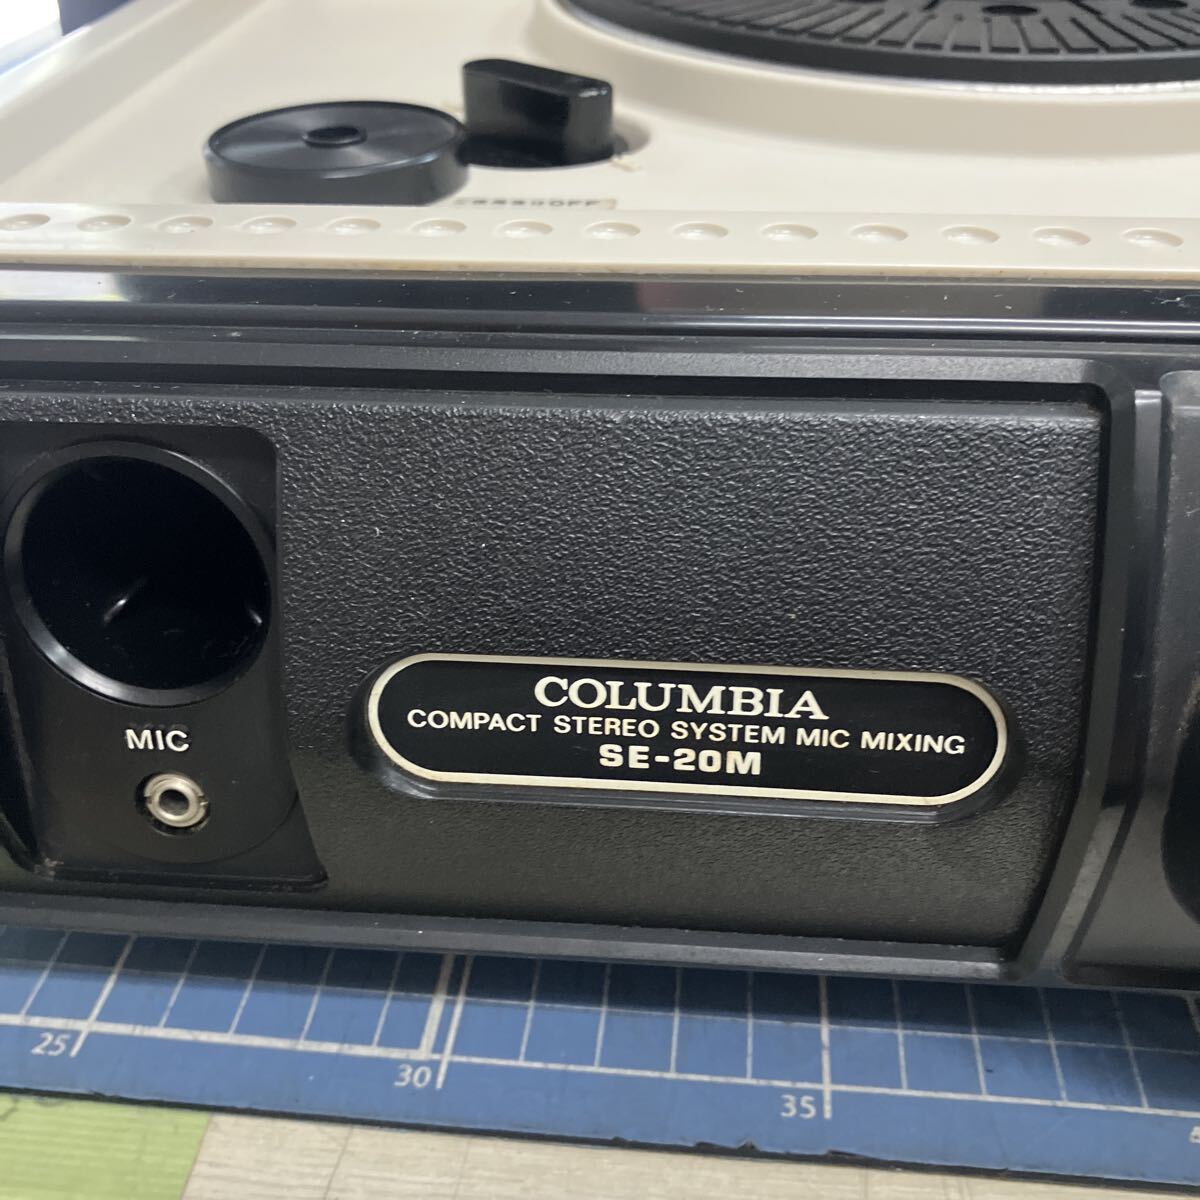 MIC
COLUMBIA
COMPACT STEREO SYSTEM MIC MIXING
SE-20M
25
30
35